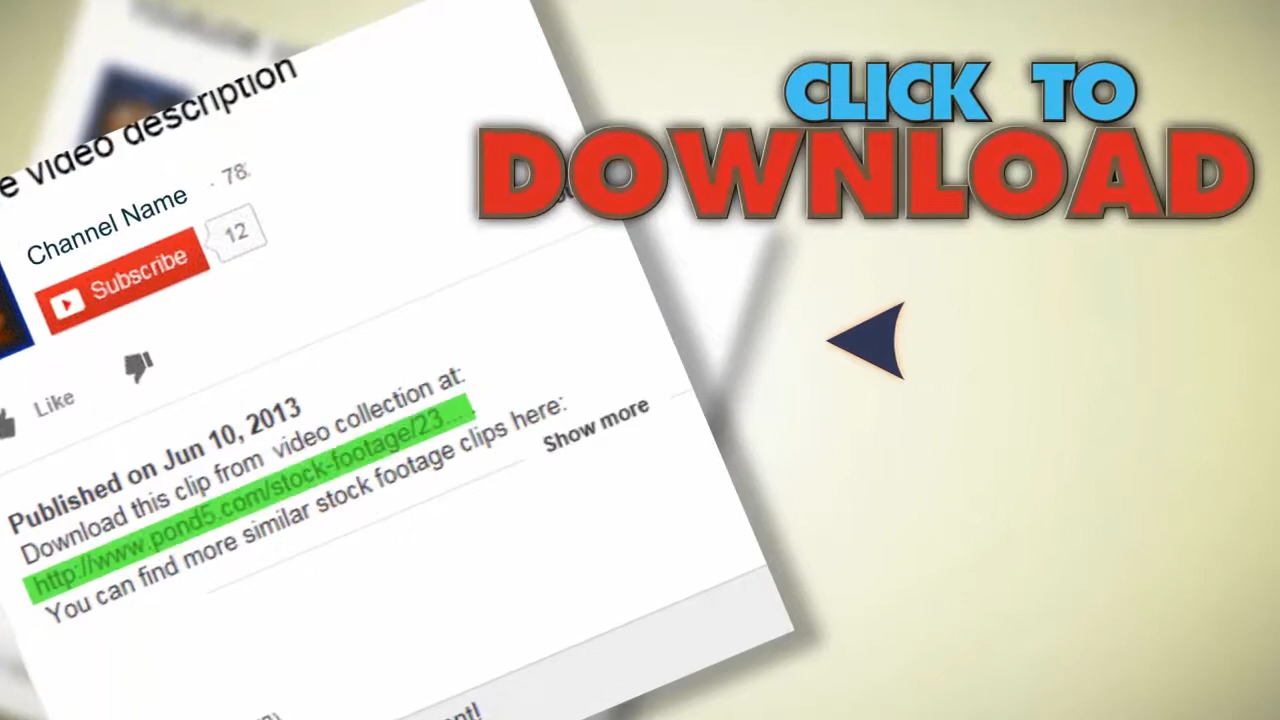 e video description
Channel Name
78
Subscribe
12
Like
Published on Jun 10, 2013
Download this clip from video collection at:
http://www.pond5.com/stock-footage/23... .
You can find more similar stock footage clips here:
Show more
CLICK TO
DOWNLOAD